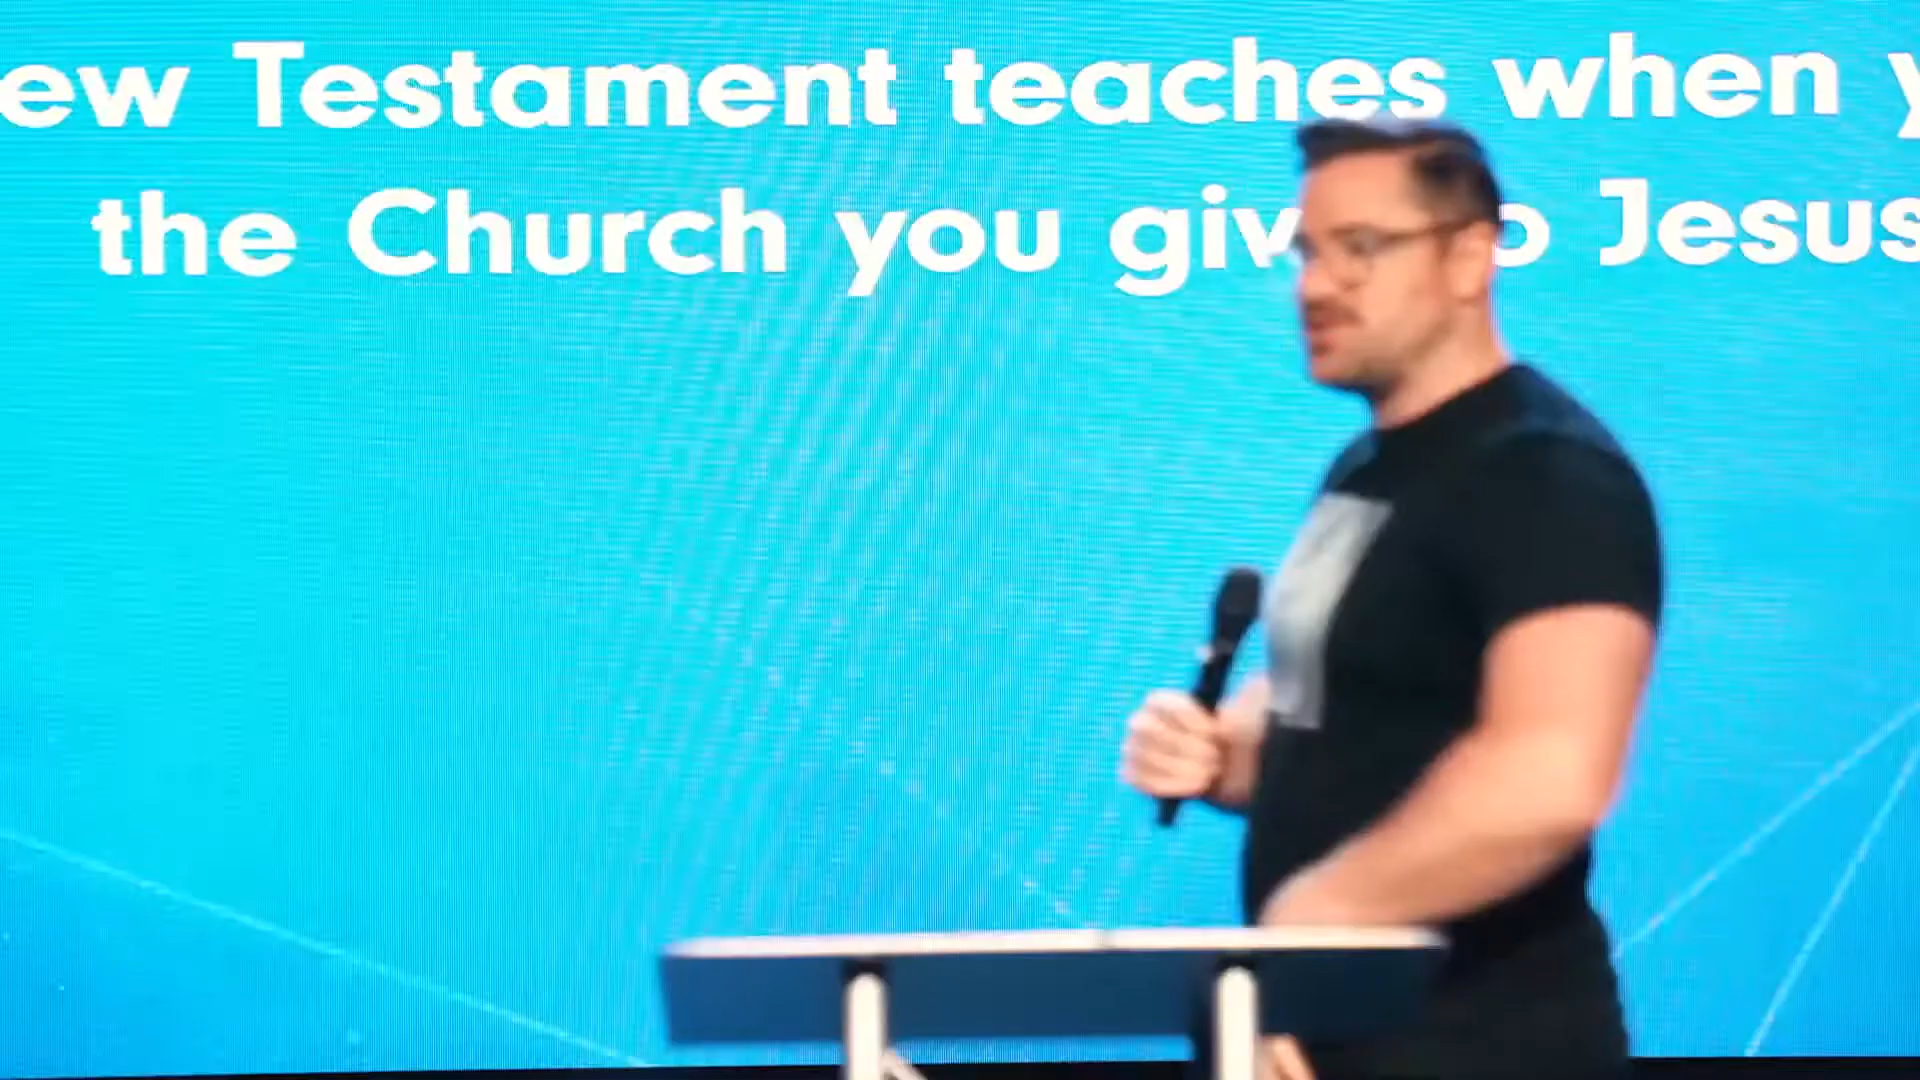 ew Testament teaches when y
the Church you giv o Jesus